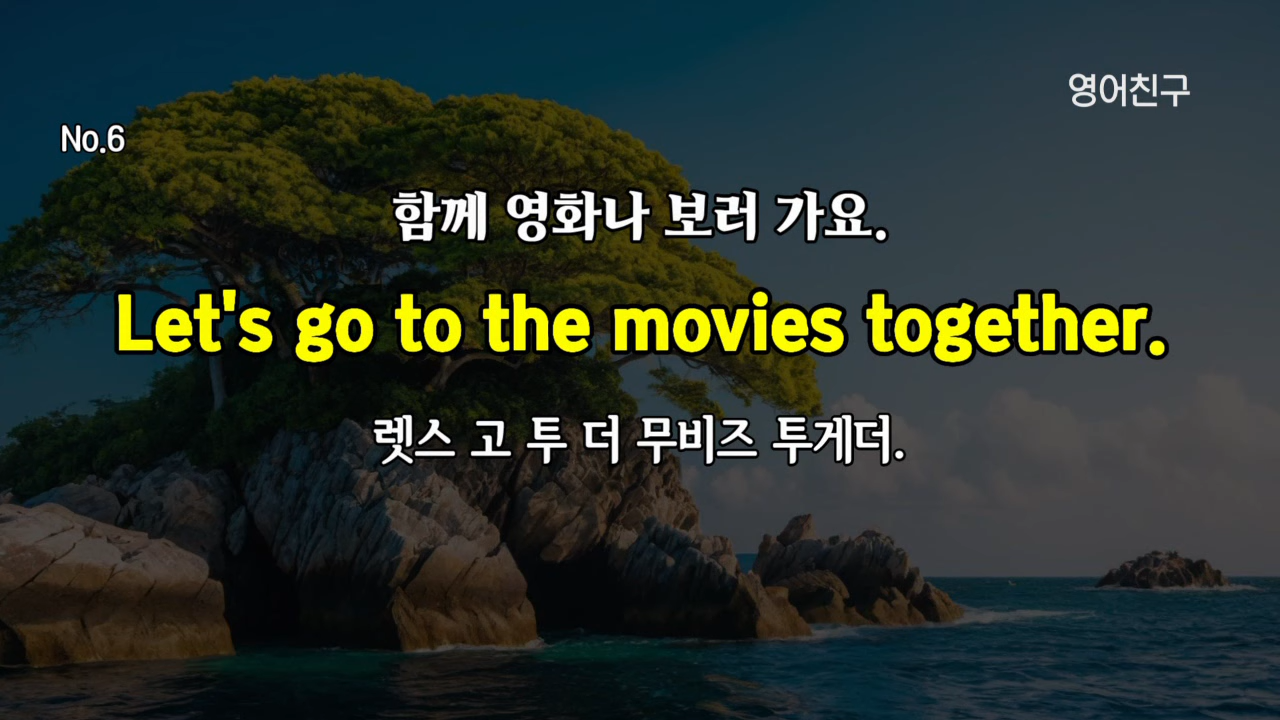 영어친구
No.6
함께 영화나 보러 가요.
Let's go to the movies together.
렛스 고 투 더 무비즈 투게더.